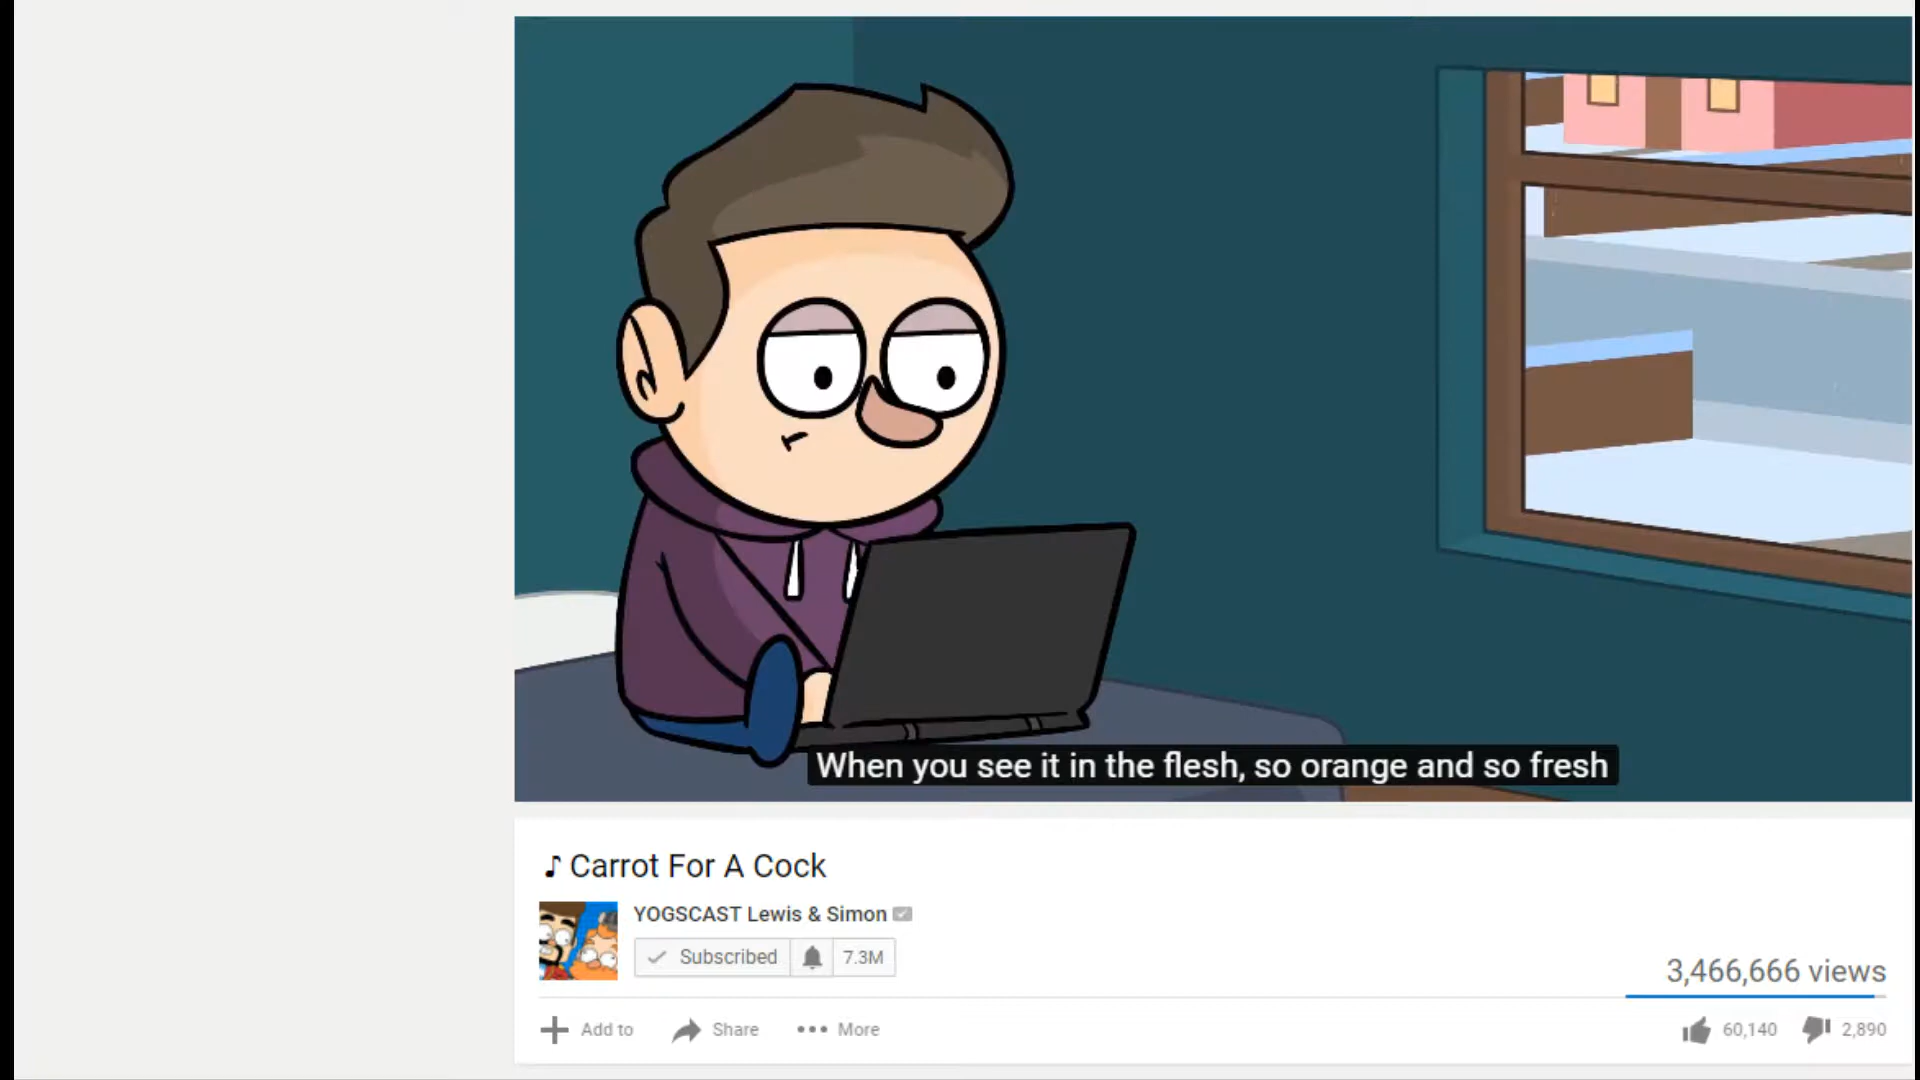 When you see it in the flesh, so orange and so fresh
♪ Carrot For A Cock
YOGSCAST Lewis & Simon
Subscribed 7.3M
3,466,666 views
Add to Share More 60,140 2,890